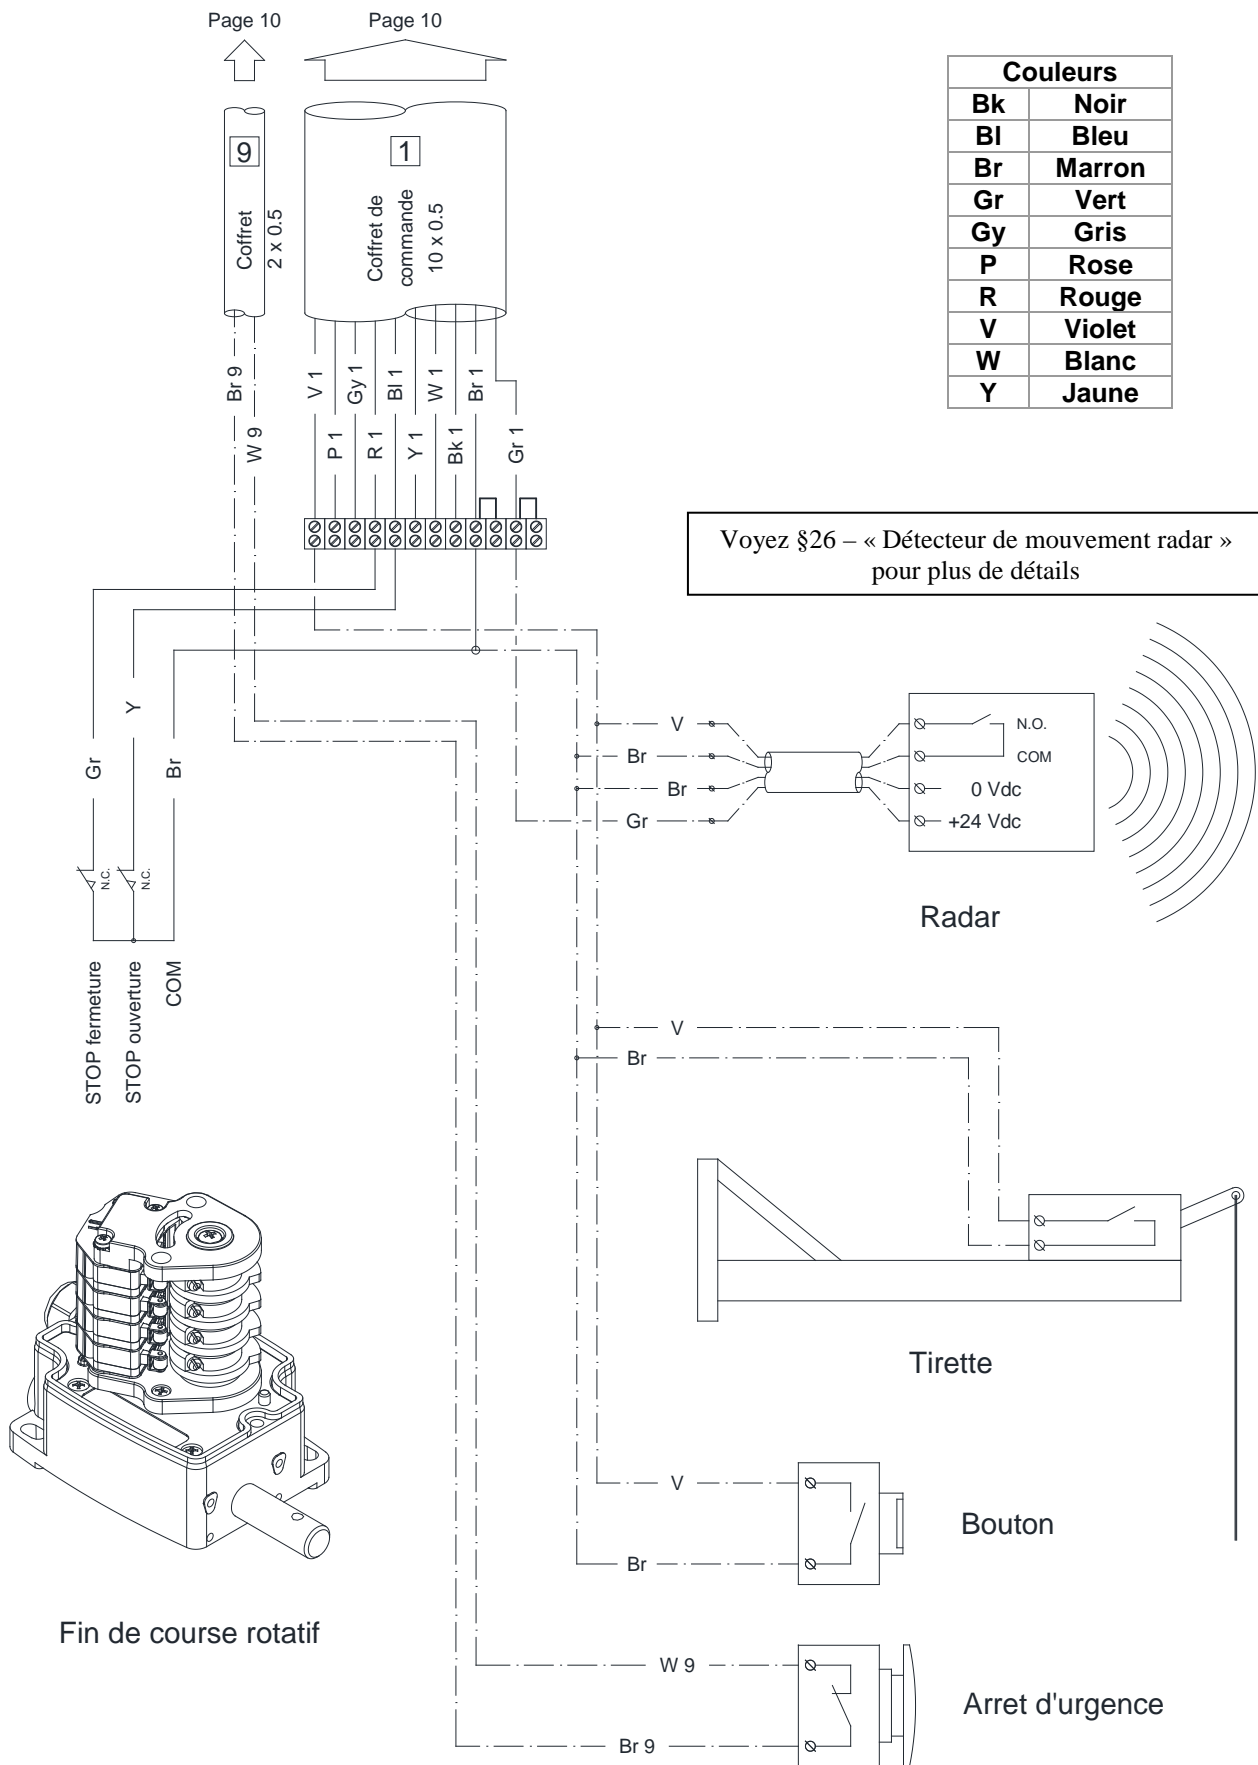 Page 10
Page 10
Couleurs
Bk Noir
Bl Bleu
Br Marron
Gr Vert
Gy Gris
P Rose
R Rouge
V Violet
W Blanc
Y Jaune
9
Coffret
2 x 0.5
1
Coffret de
commande
10 x 0.5
Br 9
W 9
V 1
P 1
Gy 1
R 1
Bl 1
Y 1
W 1
Bk 1
Br 1
Gr 1
Voyez §26 – « Détecteur de mouvement radar »
pour plus de détails
Gr
Y
Br
N.C.
N.C.
STOP fermeture
STOP ouverture
COM
V
Br
Br
Gr
N.O.
COM
0 Vdc
+24 Vdc
Radar
V
Br
Tirette
V
Br
Bouton
Fin de course rotatif
W 9
Br 9
Arret d'urgence